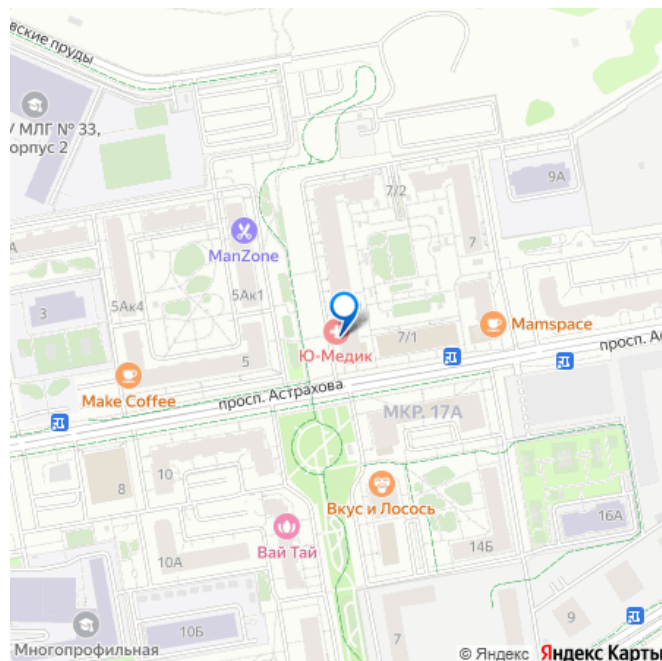 вские пруды
У МЛГ № 33,
орпус 2
9А
7/2
ManZone
7
А
5Ак4
5Ак1
3
Mamspace
7/1
Ю-Медик
5
просп. А
Make Coffee
просп. Астрахова
МКР. 17А
10
8
Вкус и Лосось
16А
Вай Тай
14Б
10А
10Б
7
9
Многопрофильная
© Яндекс Яндекс Карты